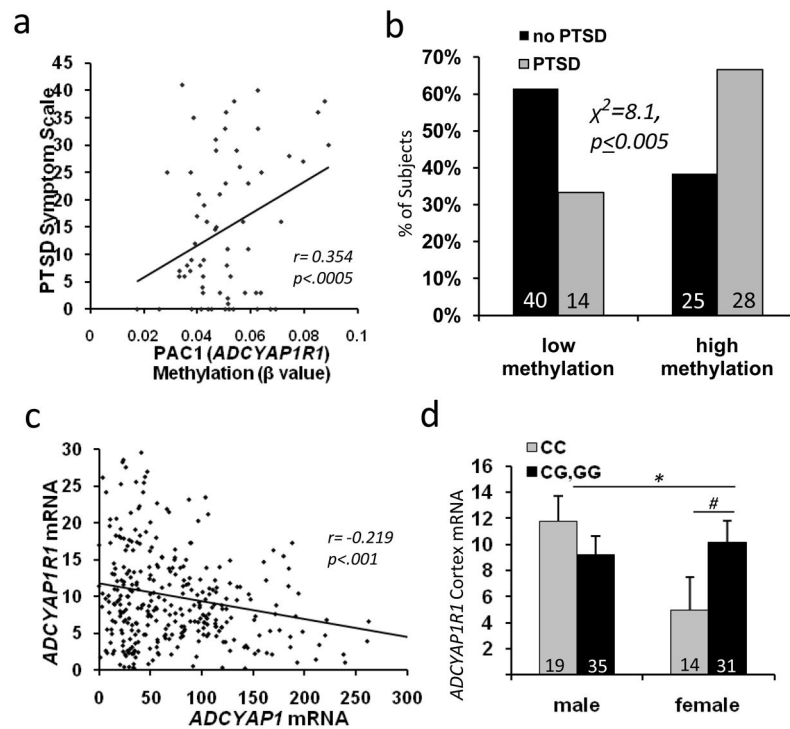 a
45
40
35
30
25
20
15
10
5
0
PTSD Symptom Scale
r= 0.354
p<.0005
0
0.02
0.04
0.06
0.08
0.1
PAC1 (ADCYAP1R1)
Methylation (β value)
b
no PTSD
PTSD
70%
60%
50%
40%
30%
20%
10%
0%
% of Subjects
χ²=8.1,
p≤0.005
40
14
25
28
low
methylation
high
methylation
c
30
25
20
15
10
5
0
ADCYAP1R1 mRNA
r= -0.219
p<.001
0
50
100
150
200
250
300
ADCYAP1 mRNA
d
CC
CG,GG
16
14
12
10
8
6
4
2
ADCYAP1R1 Cortex mRNA
*
#
19
35
14
31
male
female